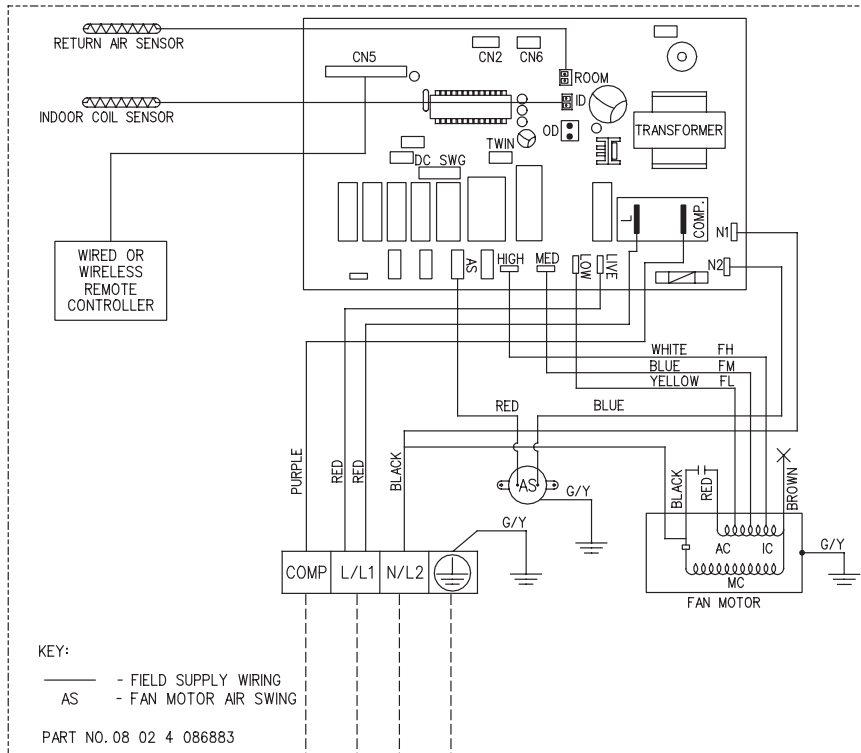 RETURN AIR SENSOR
CN5
CN2
CN6
ROOM
INDOOR COIL SENSOR
ID
OD
TWIN
TRANSFORMER
DC SWG
L
COMP.
N1
N2
WIRED OR
WIRELESS
REMOTE
CONTROLLER
AS
HIGH
MED
LOW
LIVE
WHITE FH
BLUE FM
YELLOW FL
RED
BLUE
PURPLE
RED
RED
BLACK
AS
G/Y
BLACK
RED
BROWN
G/Y
AC
IC
MC
G/Y
FAN MOTOR
COMP
L/L1
N/L2
KEY:
- FIELD SUPPLY WIRING
AS - FAN MOTOR AIR SWING
PART NO. 08 02 4 086883